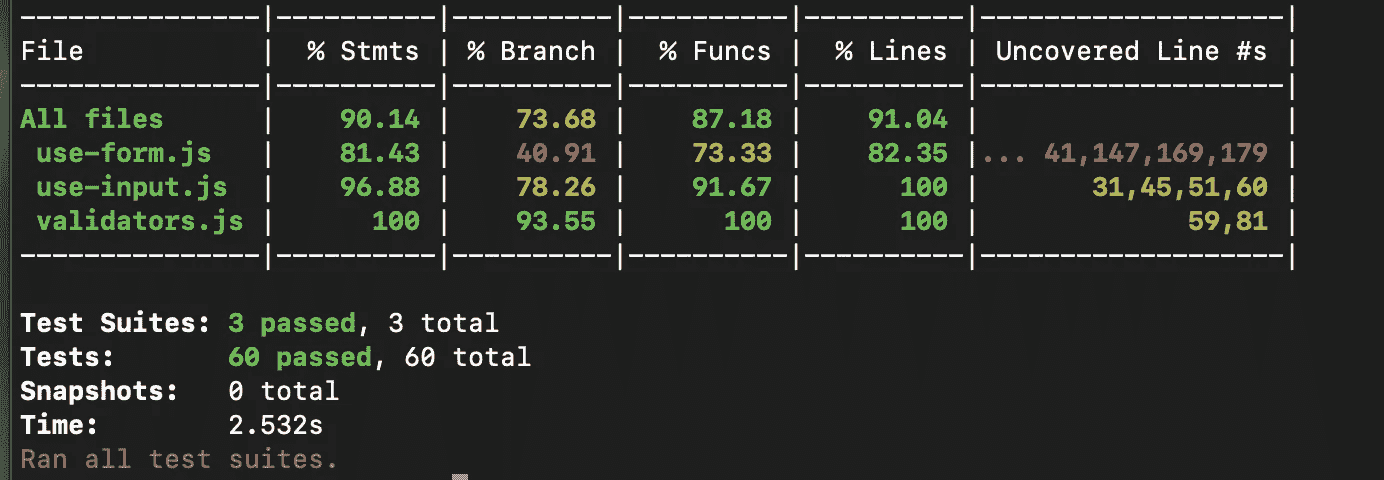 ---------------|----------|----------|----------|----------|-------------------|
File           |  % Stmts | % Branch |  % Funcs |  % Lines | Uncovered Line #s |
---------------|----------|----------|----------|----------|-------------------|
All files      |    90.14 |    73.68 |    87.18 |    91.04 |                   |
 use-form.js   |    81.43 |    40.91 |    73.33 |    82.35 |... 41,147,169,179 |
 use-input.js  |    96.88 |    78.26 |    91.67 |      100 |       31,45,51,60 |
 validators.js |      100 |    93.55 |      100 |      100 |             59,81 |
---------------|----------|----------|----------|----------|-------------------|
Test Suites: 3 passed, 3 total
Tests:       60 passed, 60 total
Snapshots:   0 total
Time:        2.532s
Ran all test suites.